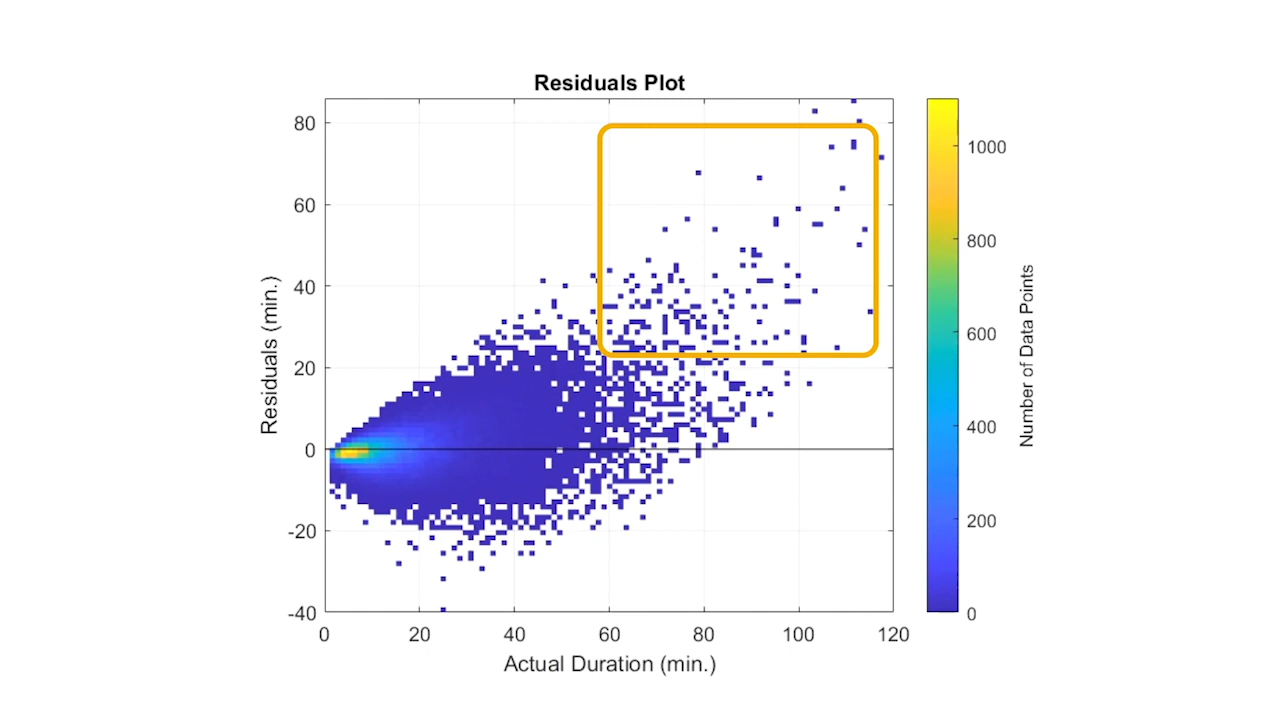 Residuals Plot
80
60
40
20
0
-20
-40
Residuals (min.)
0 20 40 60 80 100 120
Actual Duration (min.)
1000
800
600
400
200
0
Number of Data Points